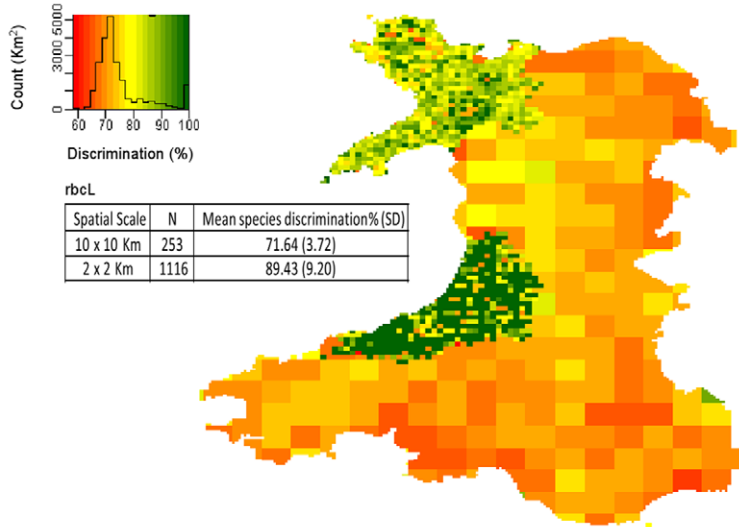 Count (Km²)
0 3000 5000
60 70 80 90 100
Discrimination (%)
rbcL
Spatial Scale N Mean species discrimination% (SD)
10 x 10 Km 253 71.64 (3.72)
2 x 2 Km 1116 89.43 (9.20)